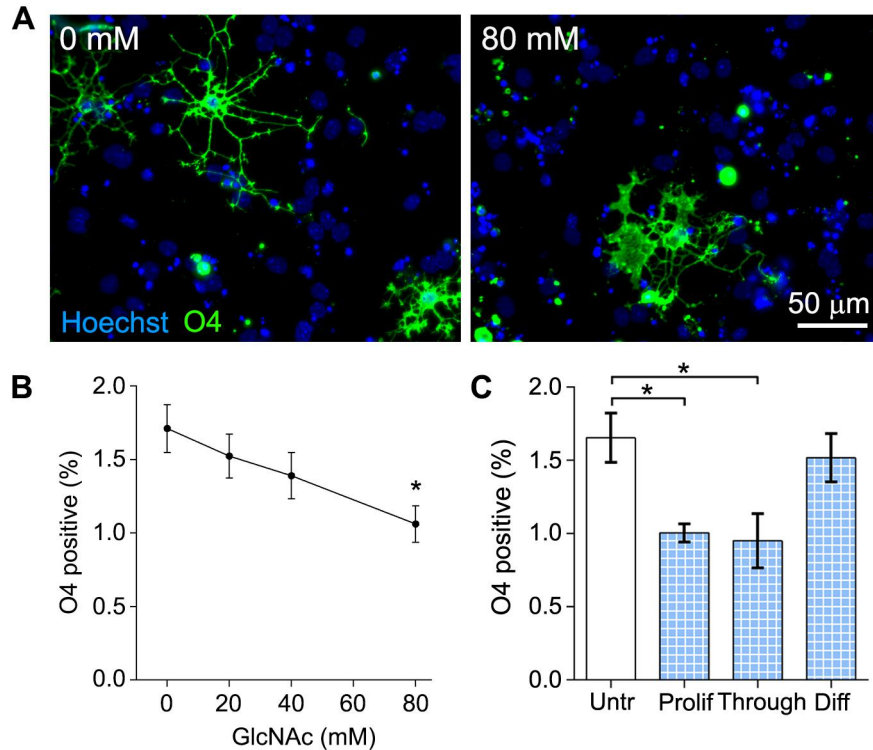 A
0 mM
80 mM
Hoechst O4
50 μm
B
2.0
1.5
1.0
0.5
0.0
O4 positive (%)
*
0 20 40 60 80
GlcNAc (mM)
C
2.0
1.5
1.0
0.5
0.0
O4 positive (%)
*
*
Untr Prolif Through Diff